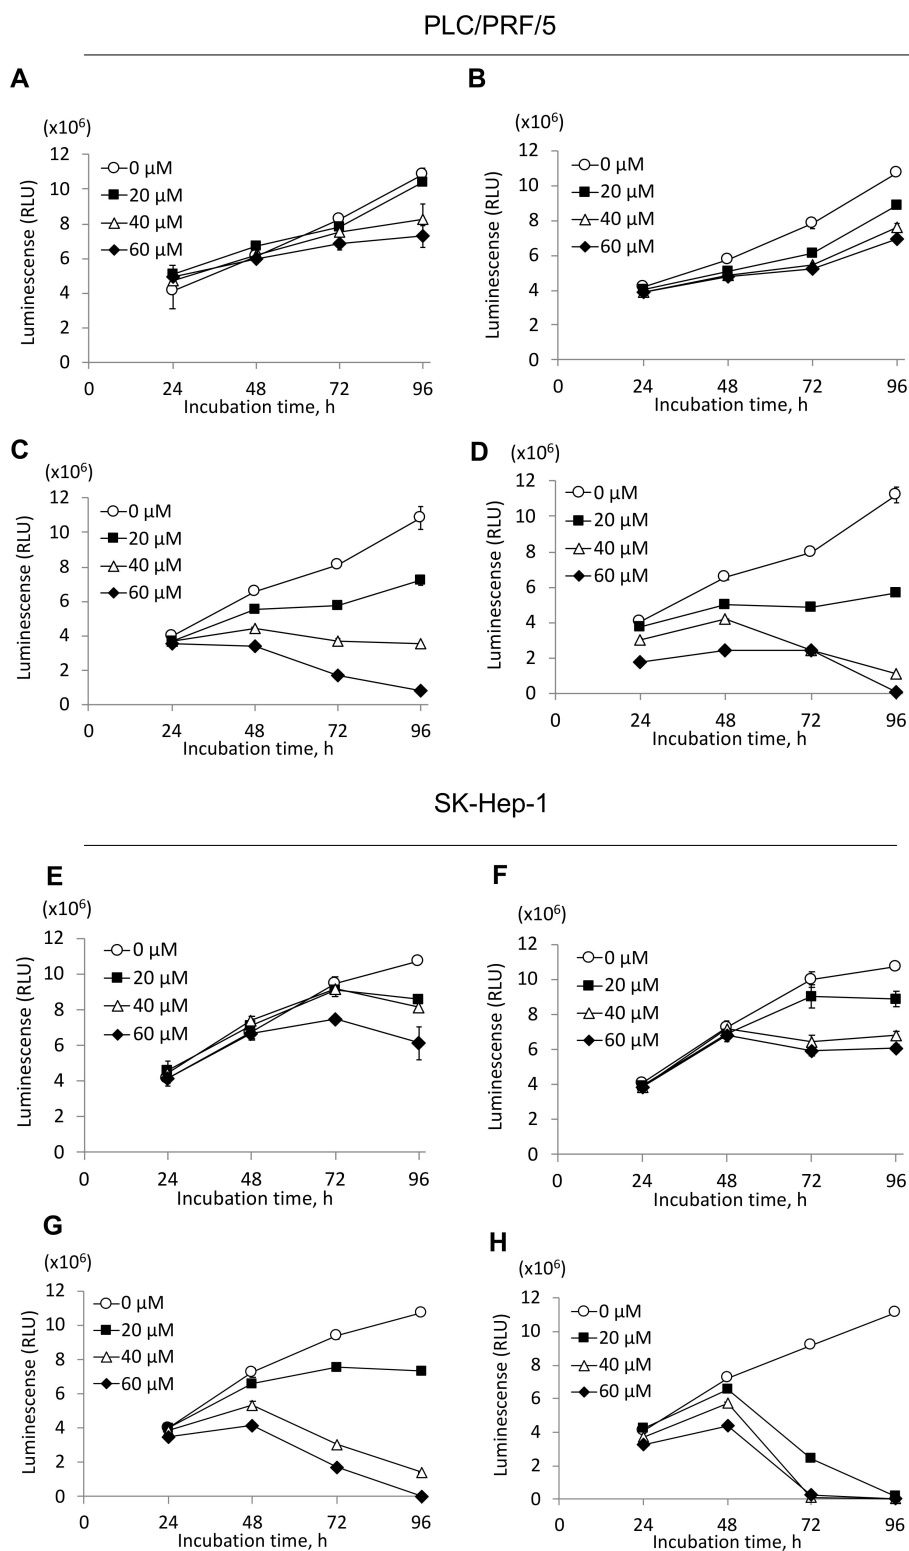 PLC/PRF/5
A
(x10⁶)
Luminescense (RLU)
12
10
8
6
4
2
0
0 µM
20 µM
40 µM
60 µM
0 24 48 72 96
Incubation time, h
B
(x10⁶)
Luminescense (RLU)
12
10
8
6
4
2
0
0 µM
20 µM
40 µM
60 µM
0 24 48 72 96
Incubation time, h
C
(x10⁶)
Luminescense (RLU)
12
10
8
6
4
2
0
0 µM
20 µM
40 µM
60 µM
0 24 48 72 96
Incubation time, h
D
(x10⁶)
Luminescense (RLU)
12
10
8
6
4
2
0
0 µM
20 µM
40 µM
60 µM
0 24 48 72 96
Incubation time, h
SK-Hep-1
E
(x10⁶)
Luminescense (RLU)
12
10
8
6
4
2
0
0 µM
20 µM
40 µM
60 µM
0 24 48 72 96
Incubation time, h
F
(x10⁶)
Luminescense (RLU)
12
10
8
6
4
2
0
0 µM
20 µM
40 µM
60 µM
0 24 48 72 96
Incubation time, h
G
(x10⁶)
Luminescense (RLU)
12
10
8
6
4
2
0
0 µM
20 µM
40 µM
60 µM
0 24 48 72 96
Incubation time, h
H
(x10⁶)
Luminescense (RLU)
12
10
8
6
4
2
0
0 µM
20 µM
40 µM
60 µM
0 24 48 72 96
Incubation time, h